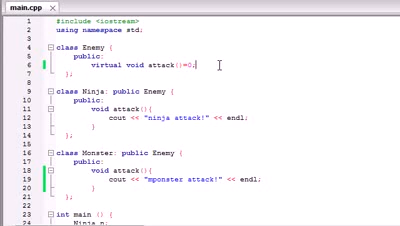 main.cpp
1 #include <iostream>
2 using namespace std;
3
4 class Enemy {
5 public:
6 virtual void attack()=0;
7 };
8
9 class Ninja: public Enemy {
10 public:
11 void attack(){
12 cout << "ninja attack!" << endl;
13 }
14 };
15
16 class Monster: public Enemy {
17 public:
18 void attack(){
19 cout << "mponster attack!" << endl;
20 }
21 };
22
23 int main () {
24 Ninja n;